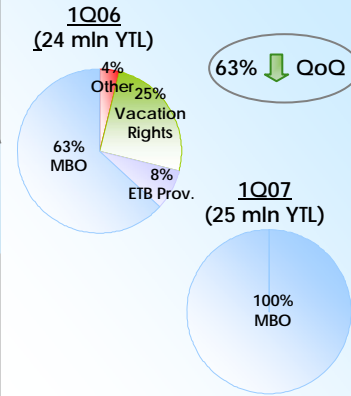 1Q06
(24 mln YTL)
63% QoQ
4%
Other
25%
Vacation
Rights
63%
MBO
8%
ETB Prov.
1Q07
(25 mln YTL)
100%
MBO